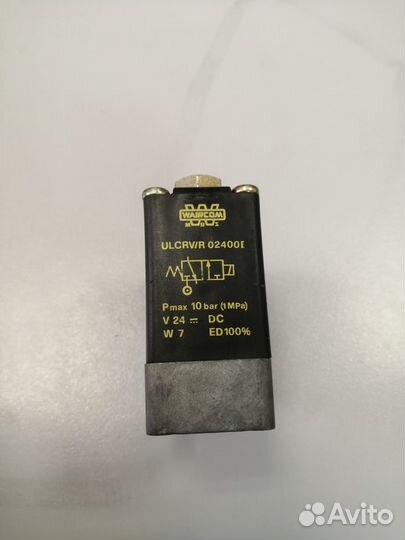 WAIRCOM
M B S
ULCRV/R 02400E
Pmax 10 bar (1MPa)
V 24 ⎓ DC
W 7 ED100%
Avito